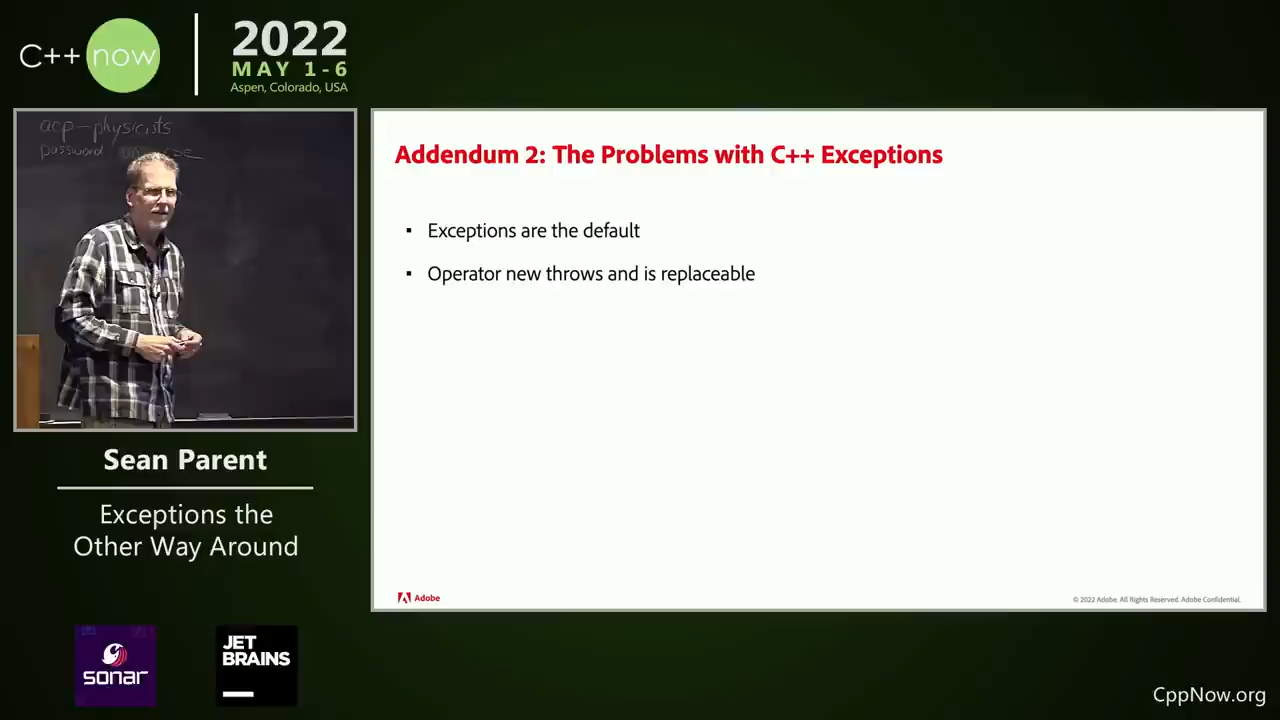 C++ now
2022
MAY 1-6
Aspen, Colorado, USA
acp-physicists
password
Sean Parent
Exceptions the
Other Way Around
sonar
JET
BRAINS
Addendum 2: The Problems with C++ Exceptions
▪ Exceptions are the default
▪ Operator new throws and is replaceable
Adobe
© 2022 Adobe. All Rights Reserved. Adobe Confidential.
CppNow.org